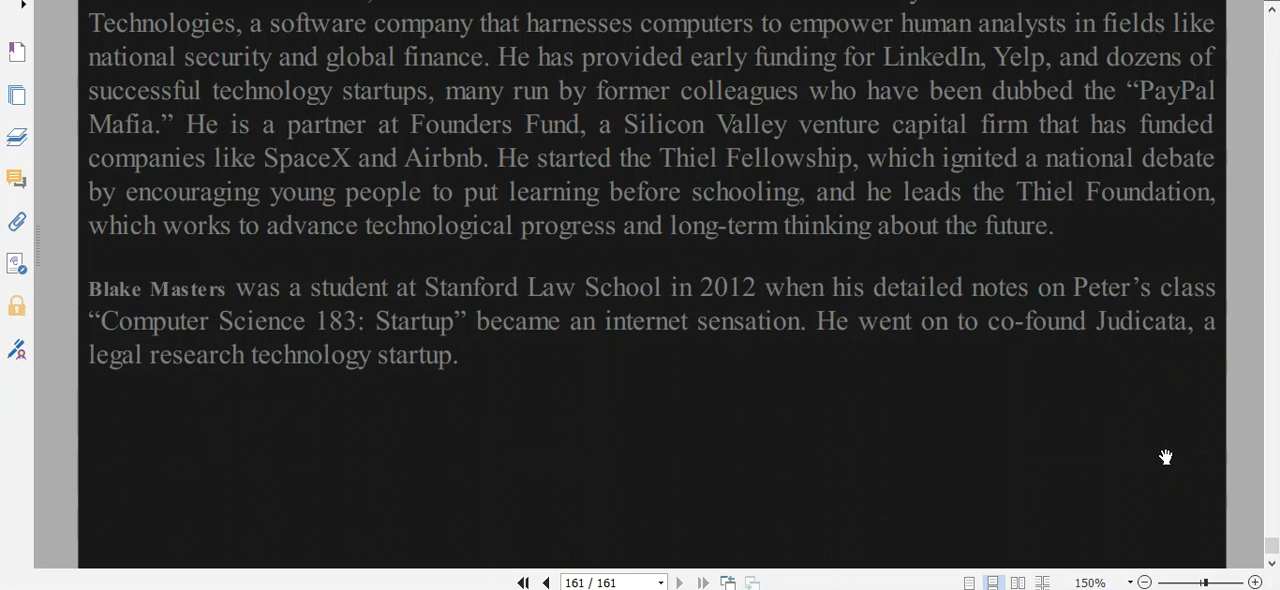 Technologies, a software company that harnesses computers to empower human analysts in fields like
national security and global finance. He has provided early funding for LinkedIn, Yelp, and dozens of
successful technology startups, many run by former colleagues who have been dubbed the “PayPal
Mafia.” He is a partner at Founders Fund, a Silicon Valley venture capital firm that has funded
companies like SpaceX and Airbnb. He started the Thiel Fellowship, which ignited a national debate
by encouraging young people to put learning before schooling, and he leads the Thiel Foundation,
which works to advance technological progress and long-term thinking about the future.
Blake Masters was a student at Stanford Law School in 2012 when his detailed notes on Peter’s class
“Computer Science 183: Startup” became an internet sensation. He went on to co-found Judicata, a
legal research technology startup.
161 / 161
150%